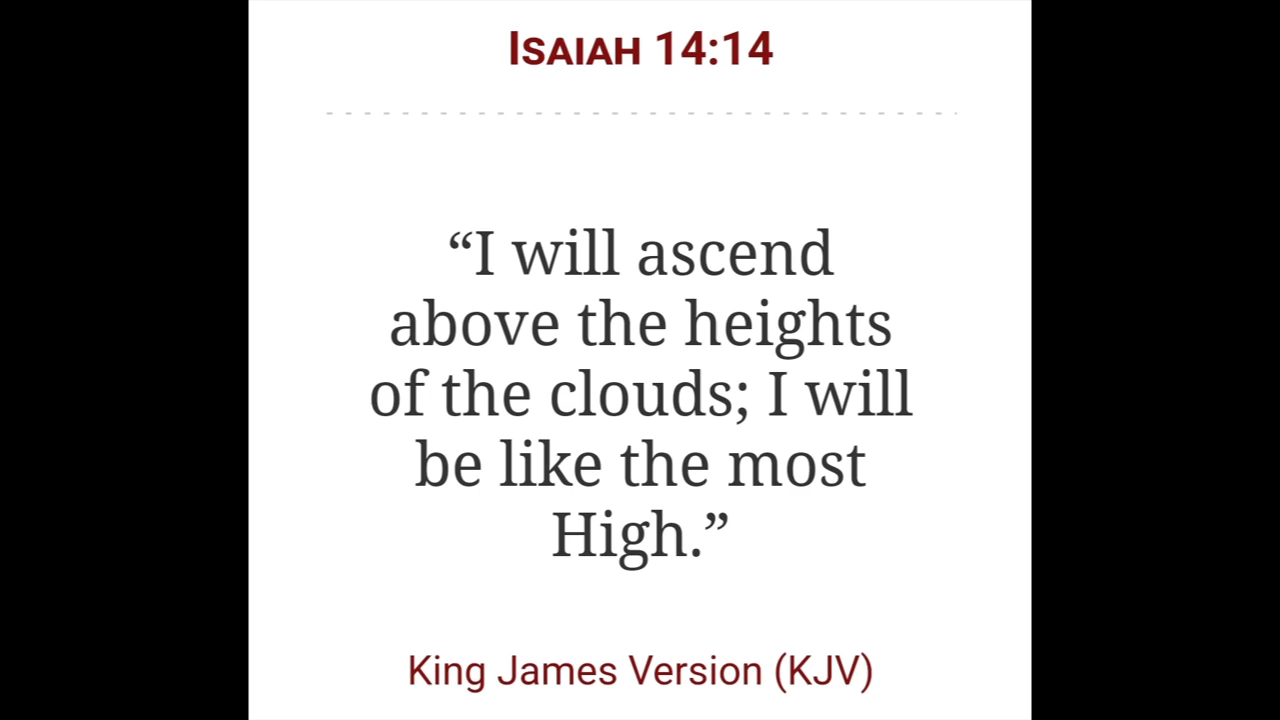 Isaiah 14:14
“I will ascend
above the heights
of the clouds; I will
be like the most
High.”
King James Version (KJV)